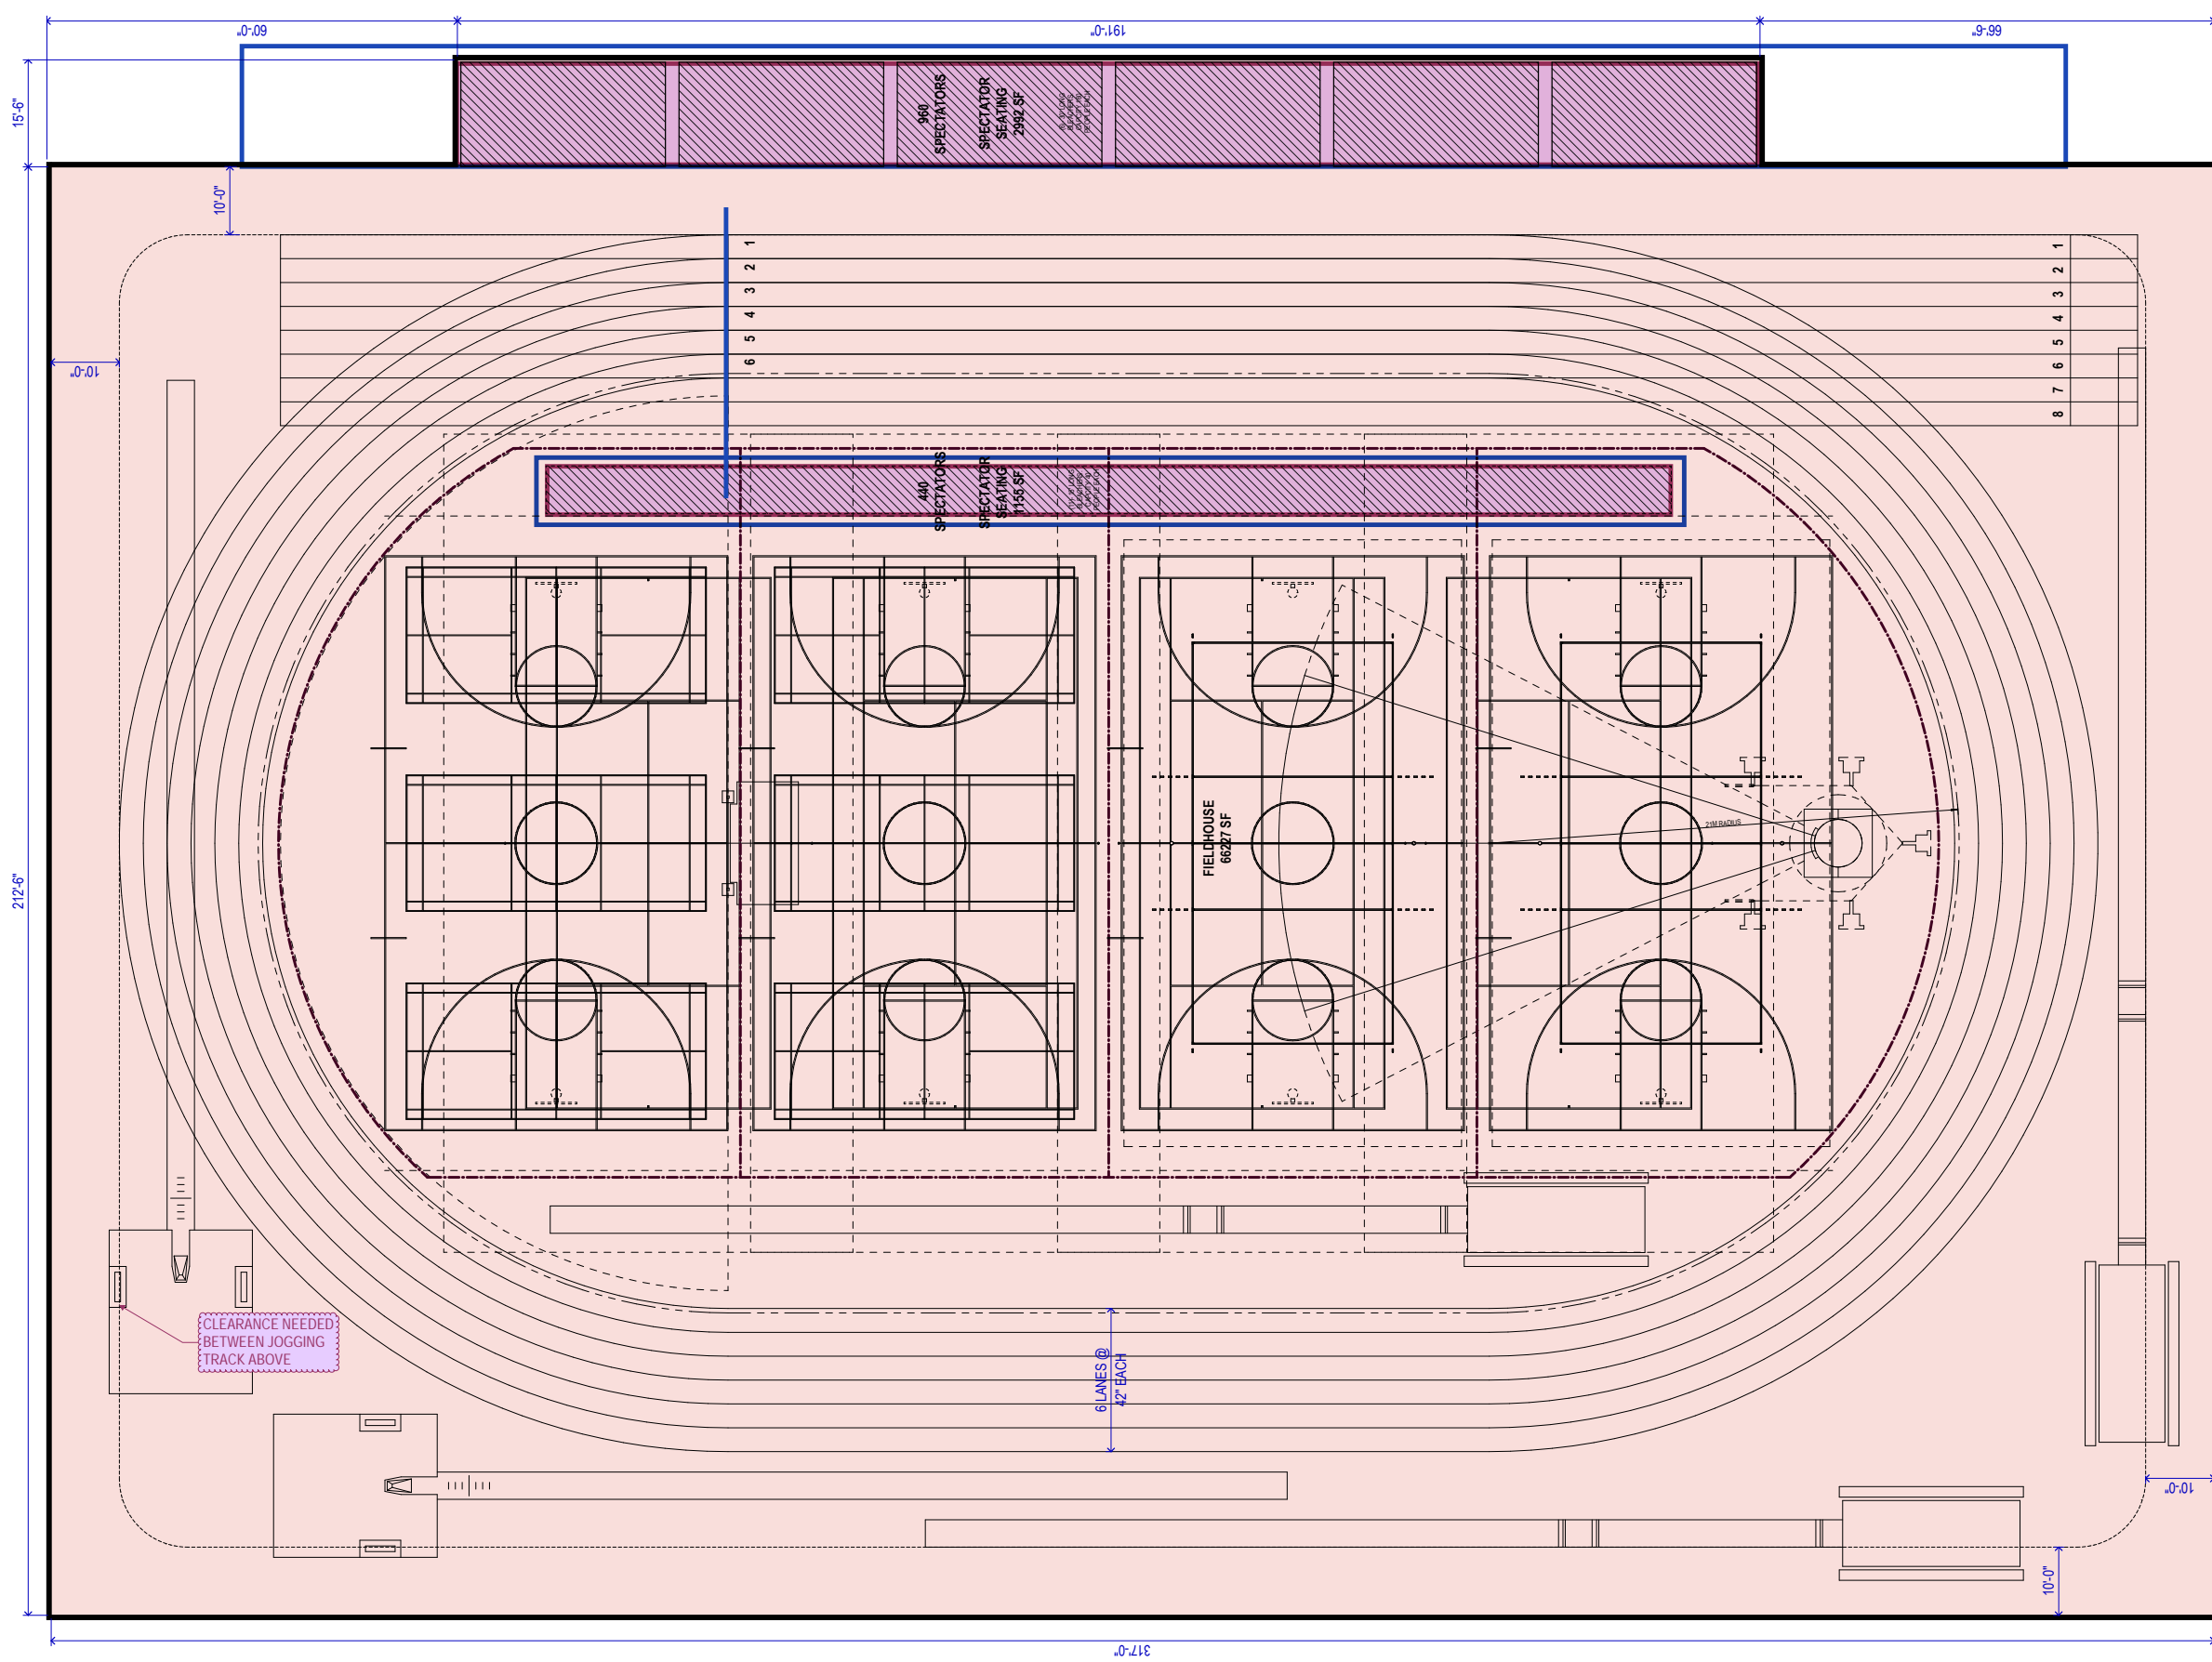 60'-0"
191'-0"
66'-6"
15'-6"
960
SPECTATORS
SPECTATOR
SEATING
2992 SF
10'-0"
10'-0"
1
2
3
4
5
6
1
2
3
4
5
6
7
8
440
SPECTATORS
SPECTATOR
SEATING
1155 SF
212'-6"
FIELDHOUSE
66227 SF
21M RADIUS
CLEARANCE NEEDED
BETWEEN JOGGING
TRACK ABOVE
6 LANES @
42" EACH
10'-0"
10'-0"
317'-0"